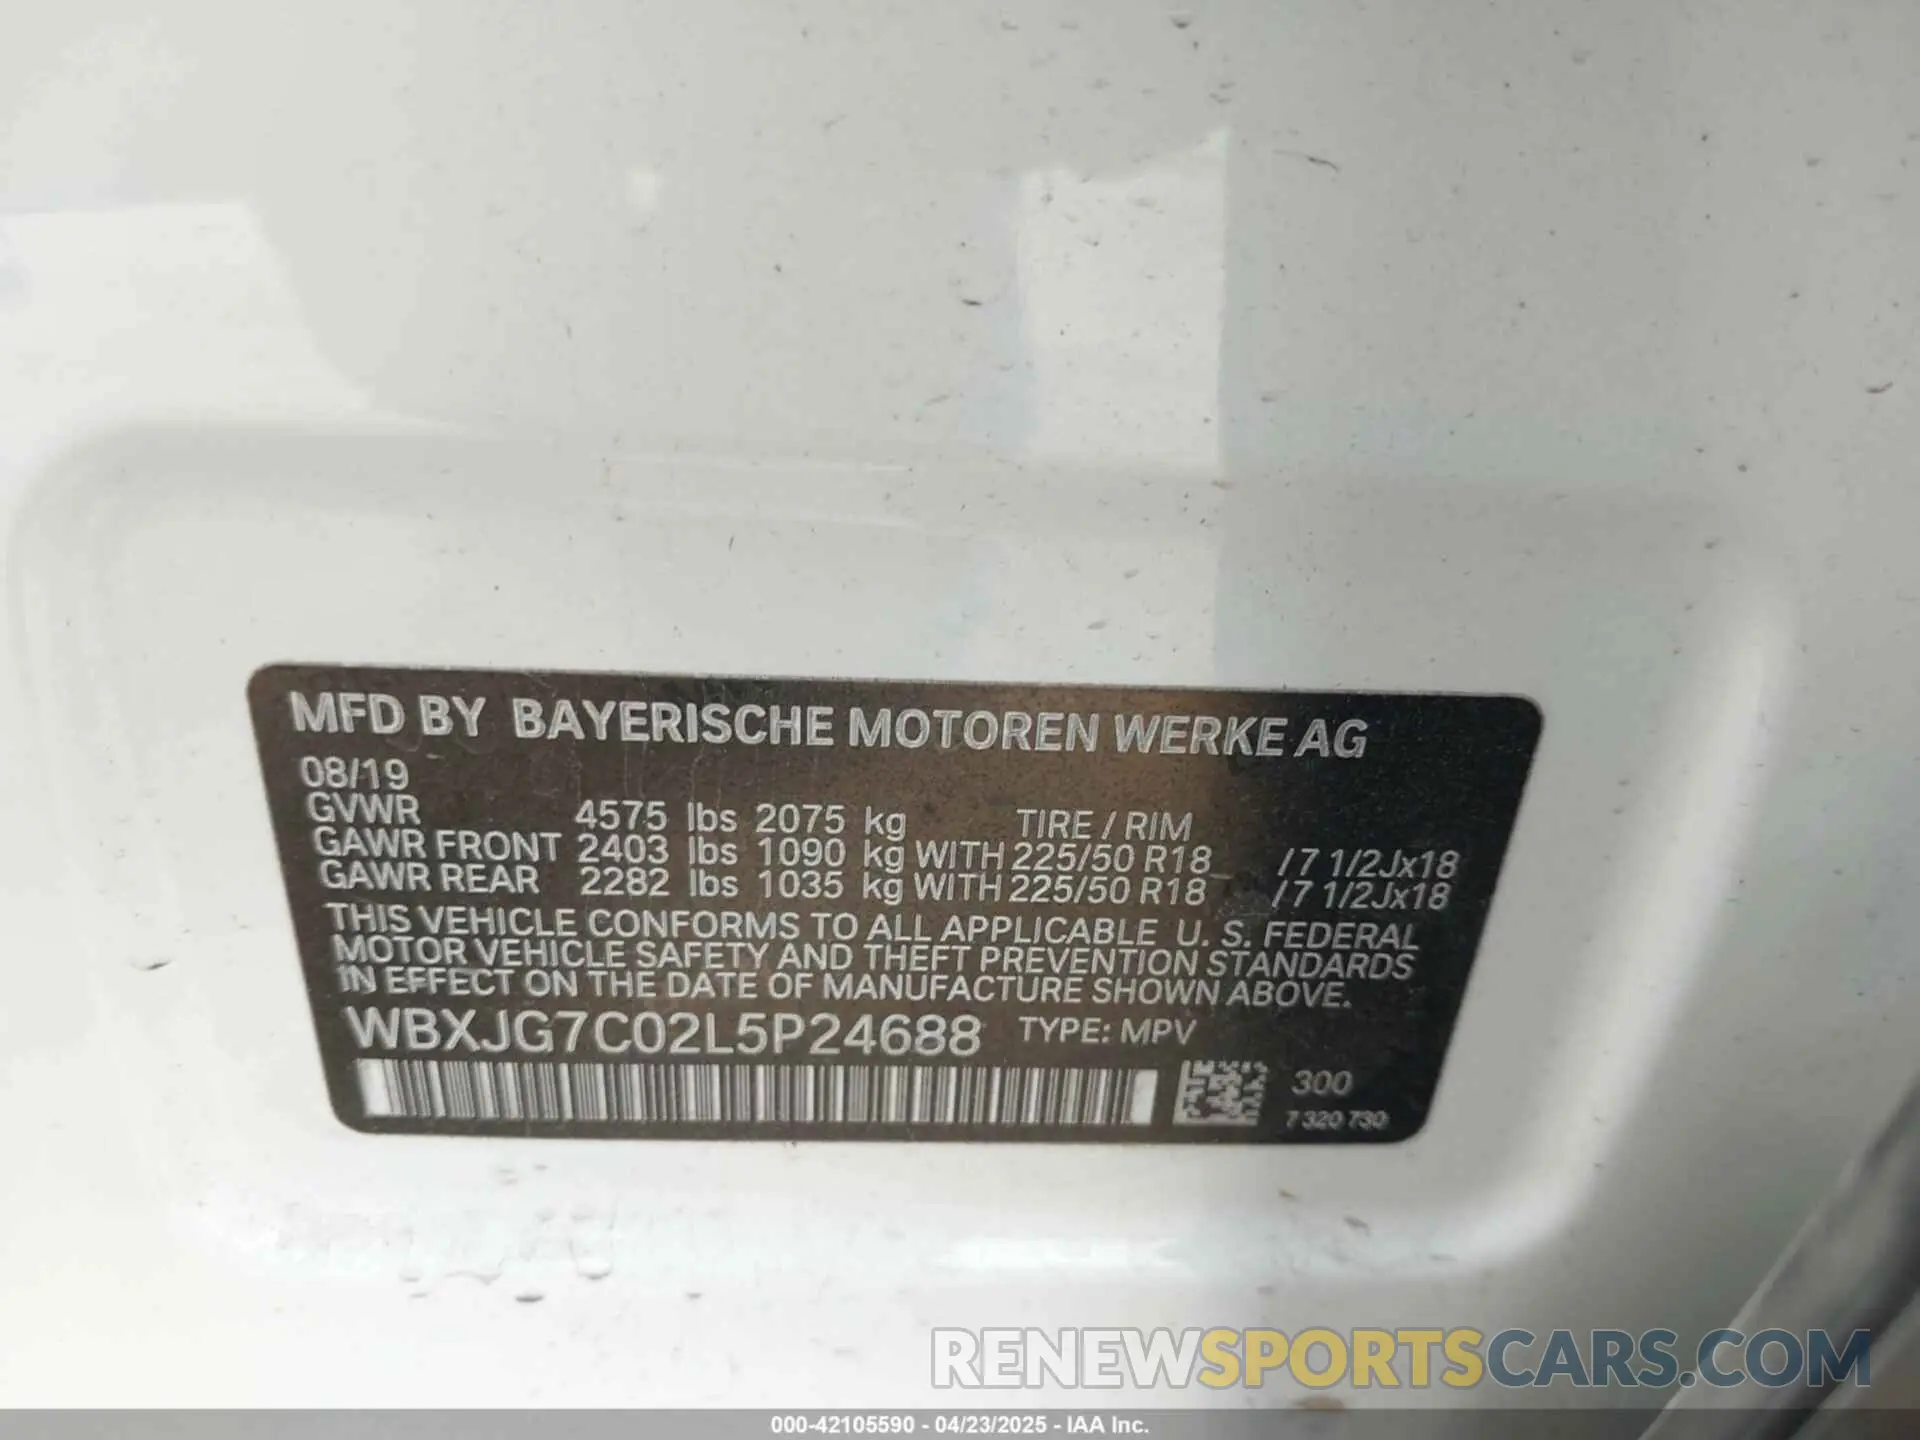 MFD BY BAYERISCHE MOTOREN WERKE AG
08/19
GVWR 4575 lbs 2075 kg TIRE / RIM
GAWR FRONT 2403 lbs 1090 kg WITH 225/50 R18 /7 1/2Jx18
GAWR REAR 2282 lbs 1035 kg WITH 225/50 R18 /7 1/2Jx18
THIS VEHICLE CONFORMS TO ALL APPLICABLE U. S. FEDERAL
MOTOR VEHICLE SAFETY AND THEFT PREVENTION STANDARDS
IN EFFECT ON THE DATE OF MANUFACTURE SHOWN ABOVE.
WBXJG7C02L5P24688 TYPE: MPV
300
7 320 730
RENEWSPORTSCARS.COM
000-42105590 - 04/23/2025 - IAA Inc.